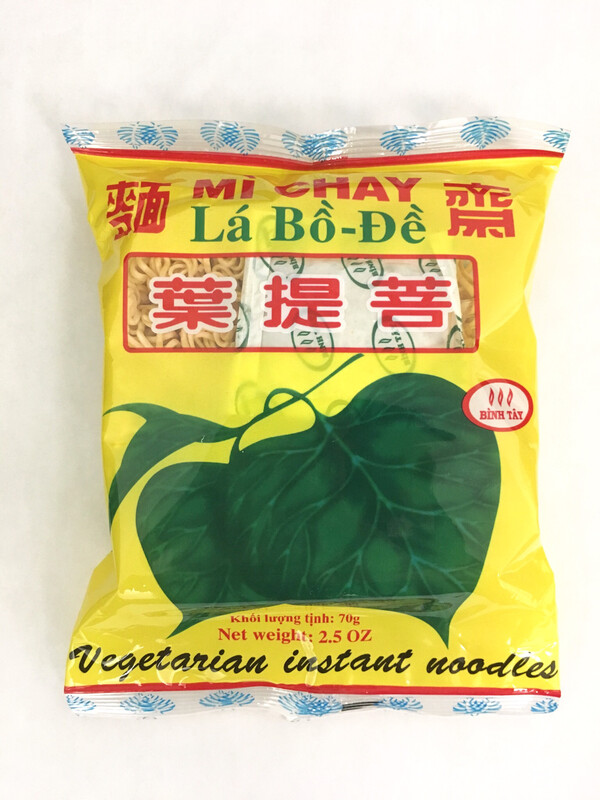 麵 MÌ CHAY 齋
Lá Bồ-Đề
葉提菩
BÌNH TÂY
Khối lượng tịnh: 70g
Net weight: 2.5 OZ
Vegetarian instant noodles